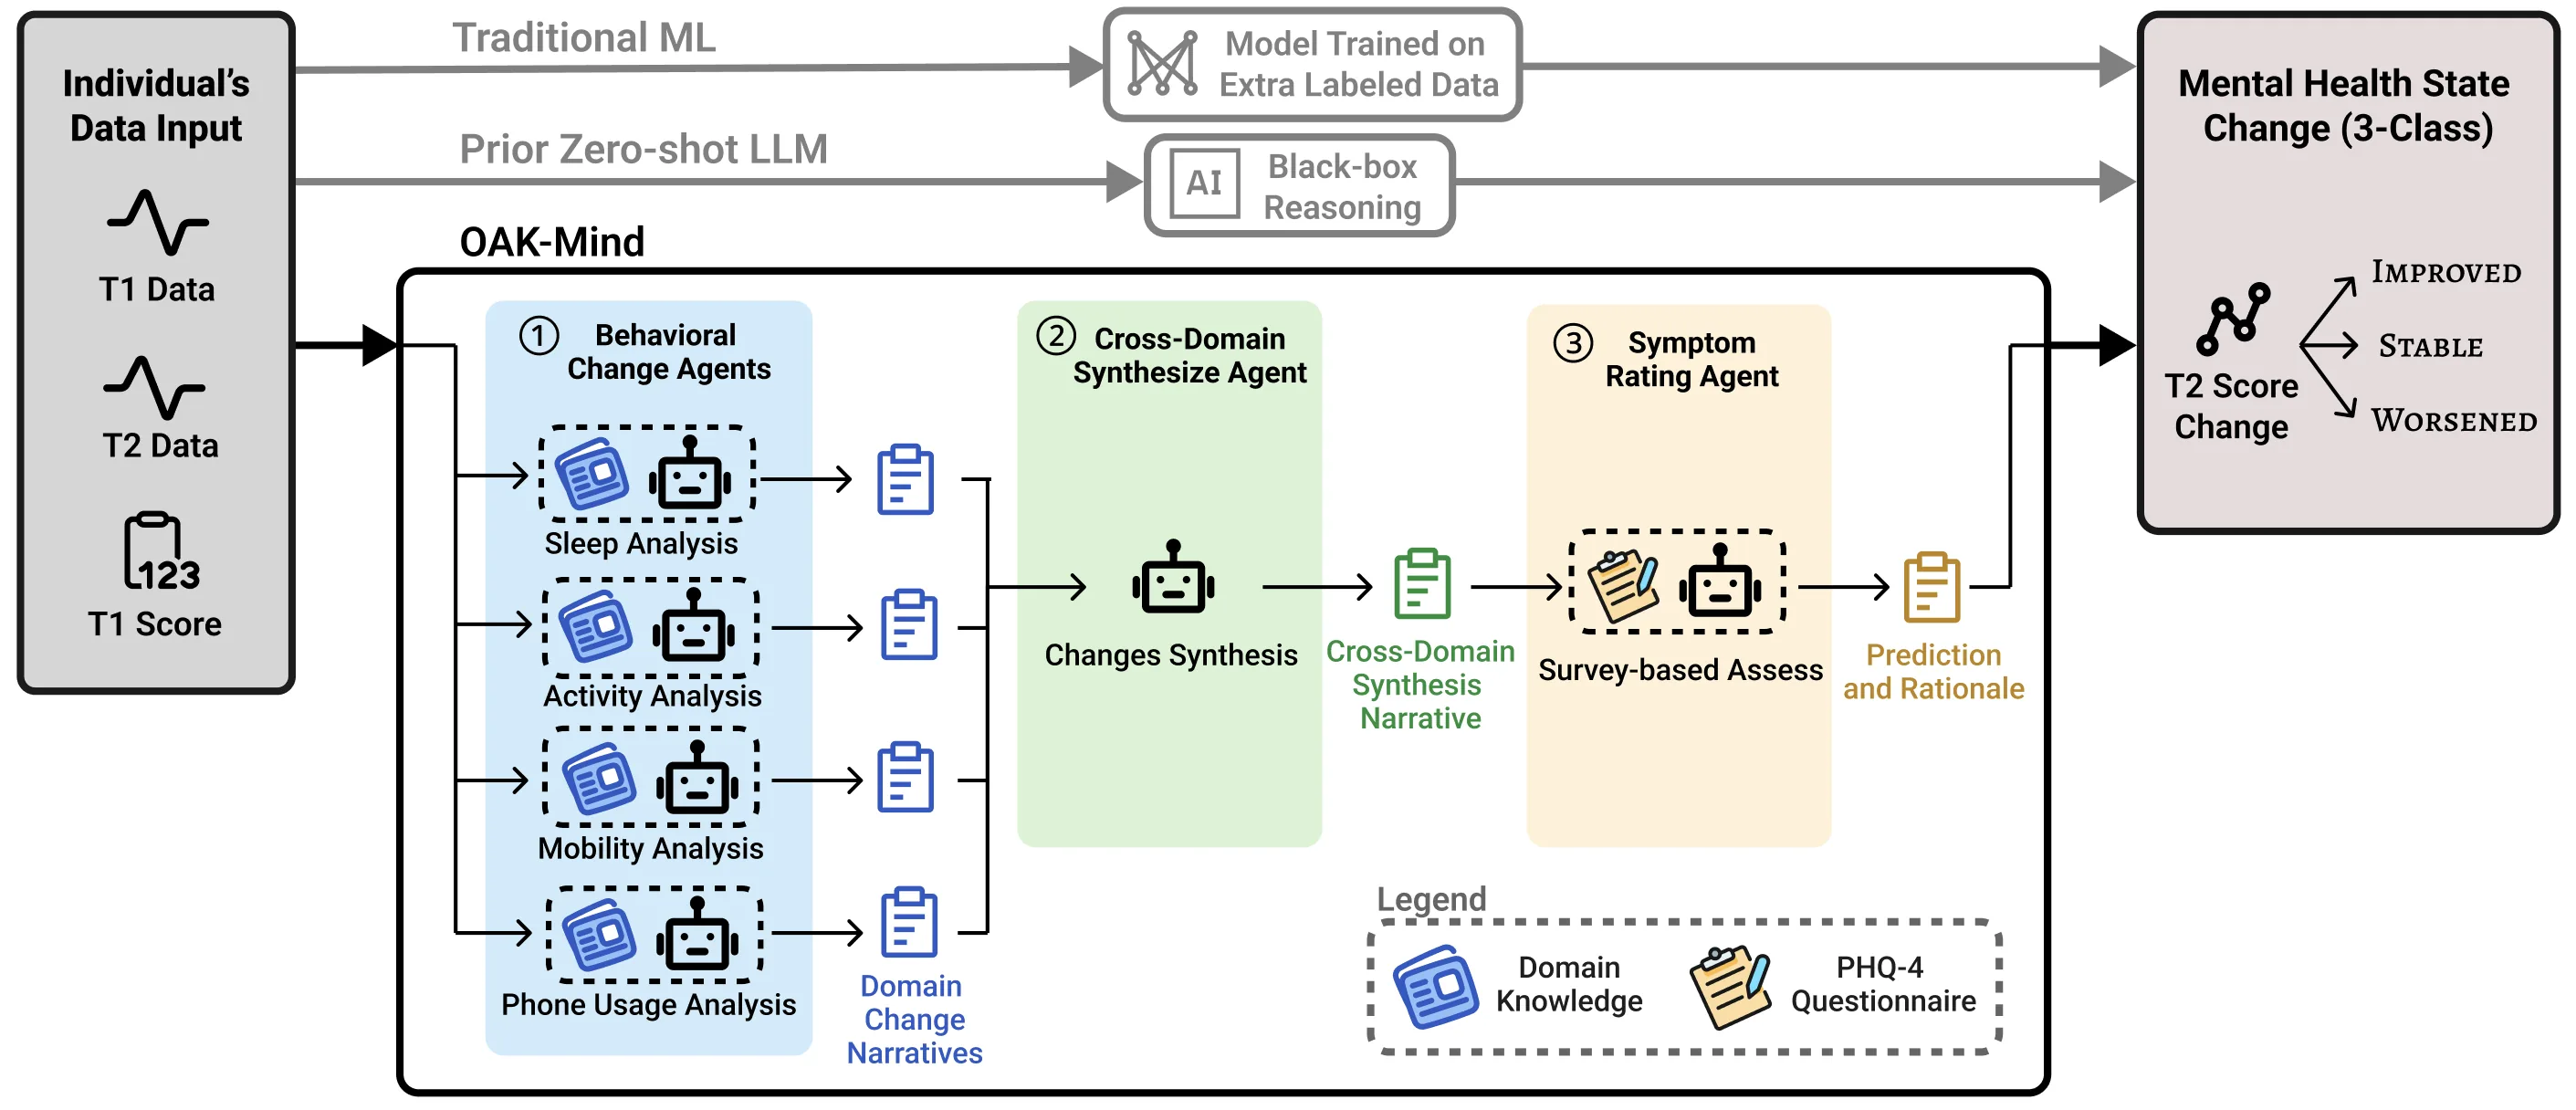 Individual's
Data Input
T1 Data
T2 Data
123
T1 Score
Traditional ML
Model Trained on
Extra Labeled Data
Prior Zero-shot LLM
AI
Black-box
Reasoning
OAK-Mind
1 Behavioral
Change Agents
Sleep Analysis
Activity Analysis
Mobility Analysis
Phone Usage Analysis
Domain
Change
Narratives
2 Cross-Domain
Synthesize Agent
Changes Synthesis
Cross-Domain
Synthesis
Narrative
3 Symptom
Rating Agent
Survey-based Assess
Prediction
and Rationale
Legend
Domain
Knowledge
PHQ-4
Questionnaire
Mental Health State
Change (3-Class)
T2 Score
Change
Improved
Stable
Worsened